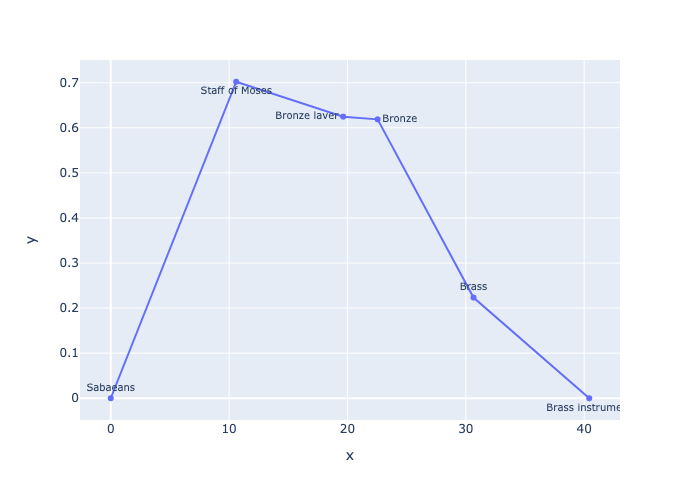 0.7
0.6
0.5
0.4
0.3
0.2
0.1
0
y
Staff of Moses
Bronze laver
Bronze
Brass
Sabaeans
Brass instrume
0
10
20
30
40
x